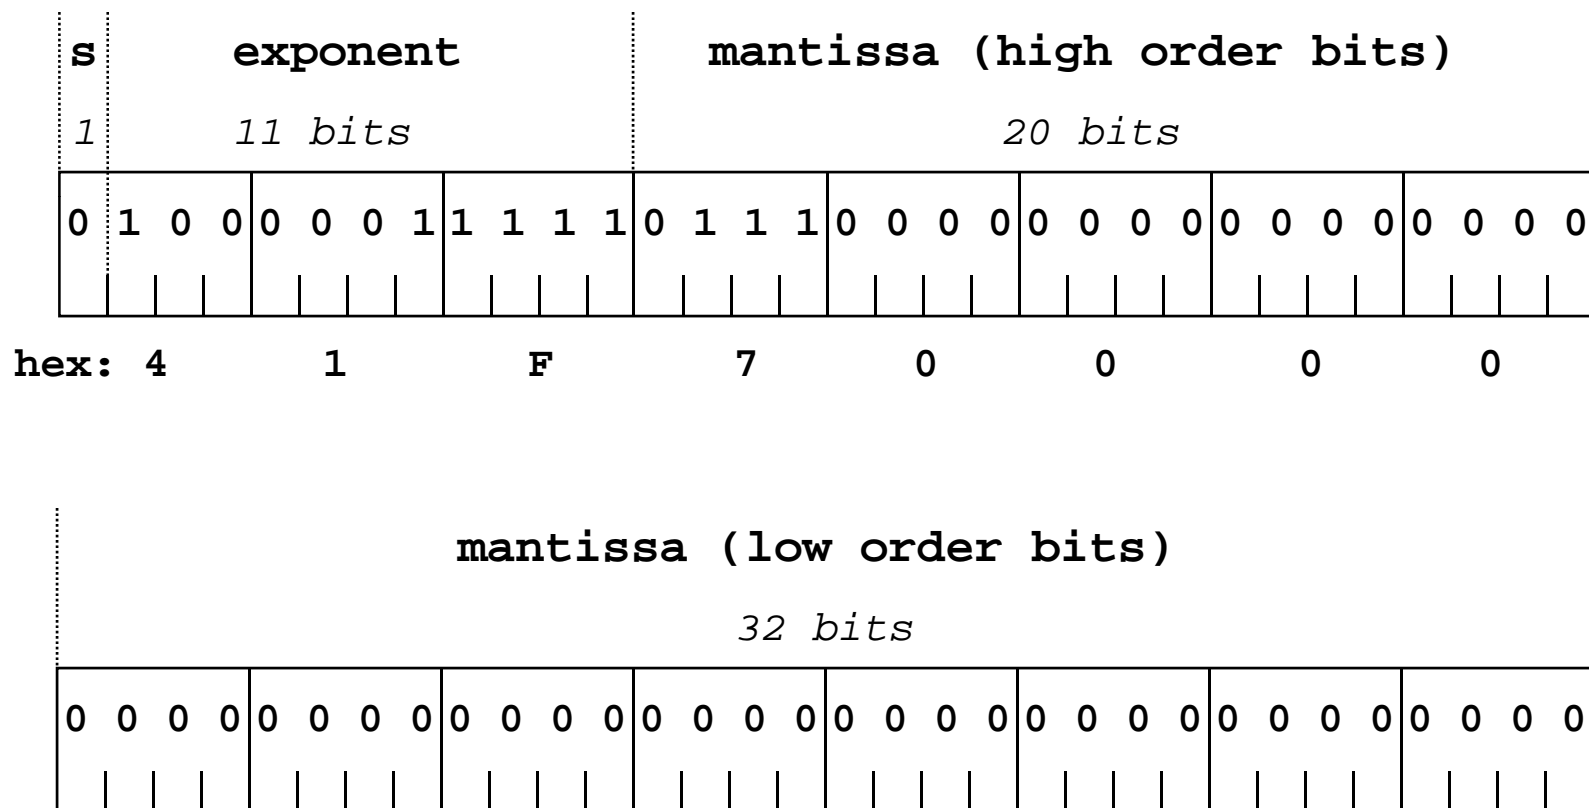 s exponent mantissa (high order bits)
1 11 bits 20 bits
0 1 0 0 0 0 0 1 1 1 1 1 0 1 1 1 0 0 0 0 0 0 0 0 0 0 0 0 0 0 0 0
hex: 4 1 F 7 0 0 0 0
mantissa (low order bits)
32 bits
0 0 0 0 0 0 0 0 0 0 0 0 0 0 0 0 0 0 0 0 0 0 0 0 0 0 0 0 0 0 0 0